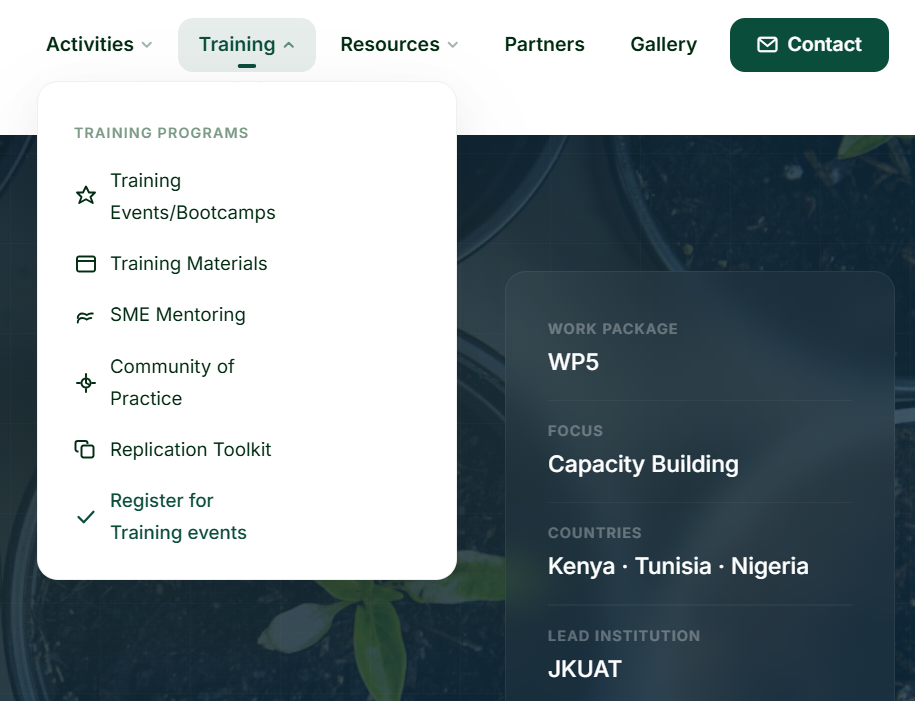 Activities Training Resources Partners Gallery Contact
TRAINING PROGRAMS
Training
Events/Bootcamps
Training Materials
SME Mentoring
Community of
Practice
Replication Toolkit
Register for
Training events
WORK PACKAGE
WP5
FOCUS
Capacity Building
COUNTRIES
Kenya · Tunisia · Nigeria
LEAD INSTITUTION
JKUAT